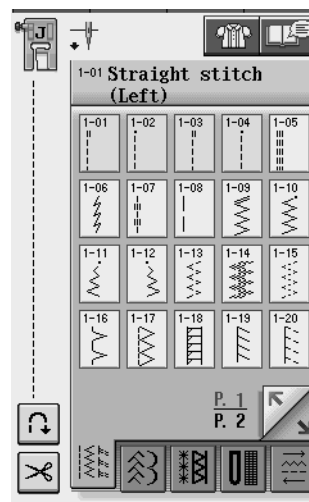 J
1-01 Straight stitch
(Left)
1-01 1-02 1-03 1-04 1-05
1-06 1-07 1-08 1-09 1-10
1-11 1-12 1-13 1-14 1-15
1-16 1-17 1-18 1-19 1-20
P. 1
P. 2